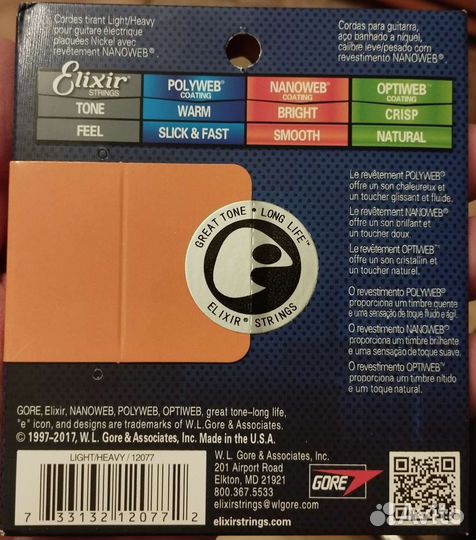 Cordes tirant Light/Heavy
pour guitare électrique
plaquées Nickel avec
revêtement NANOWEB®
Cordas para guitarra,
aço banhado a níquel,
calibre leve/pesado com
revestimento NANOWEB®
Elixir®
STRINGS
POLYWEB®
COATING
NANOWEB®
COATING
OPTIWEB™
COATING
TONE
WARM
BRIGHT
CRISP
FEEL
SLICK & FAST
SMOOTH
NATURAL
Le revêtement POLYWEB®
offre un son chaleureux et
un toucher glissant et fluide.
Le revêtement NANOWEB®
offre un son brillant et
un toucher doux.
Le revêtement OPTIWEB™
offre un son cristallin et
un toucher naturel.
O revestimento POLYWEB®
proporciona um timbre quente
e uma sensação de toque fluido e ágil.
O revestimento NANOWEB®
proporciona um timbre brilhante
e uma sensação de toque suave.
O revestimento OPTIWEB™
proporciona um timbre nítido
e um toque natural.
GREAT TONE • LONG LIFE™
ELIXIR® STRINGS
GORE, Elixir, NANOWEB, POLYWEB, OPTIWEB, great tone–long life,
"e" icon, and designs are trademarks of W.L.Gore & Associates.
© 1997-2017, W. L. Gore & Associates, Inc. Made in the U.S.A.
LIGHT/HEAVY / 12077
7 33132 12077 2
W. L. Gore & Associates, Inc.
201 Airport Road
Elkton, MD 21921
800.367.5533
elixirstrings@wlgore.com
elixirstrings.com
GORE
Avito